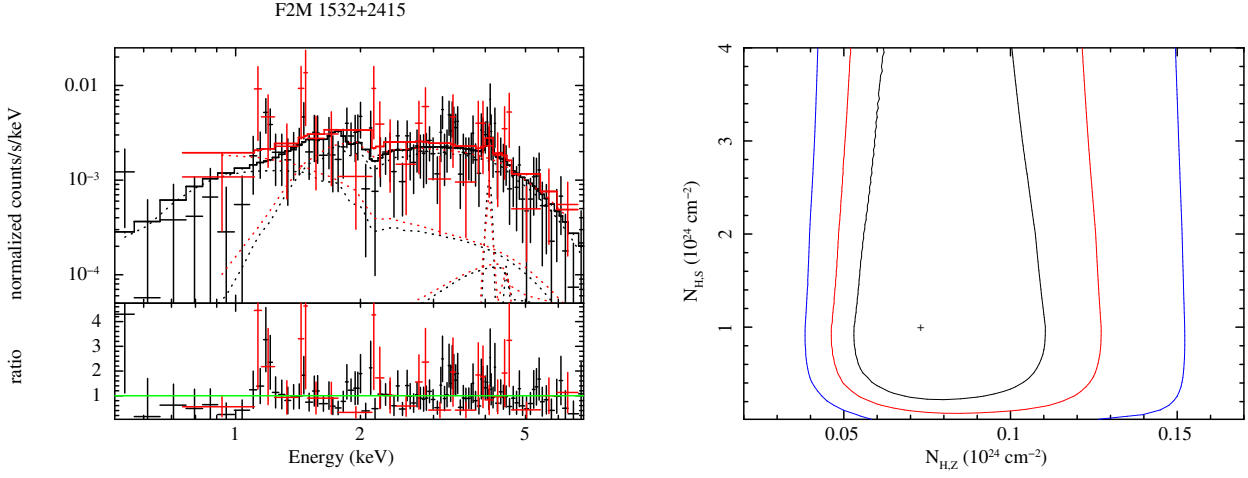 F2M 1532+2415
normalized counts/s/keV
0.01
10⁻³
10⁻⁴
ratio
4
3
2
1
1
2
5
Energy (keV)
N_H,S (10²⁴ cm⁻²)
4
3
2
1
0.05
0.1
0.15
N_H,Z (10²⁴ cm⁻²)